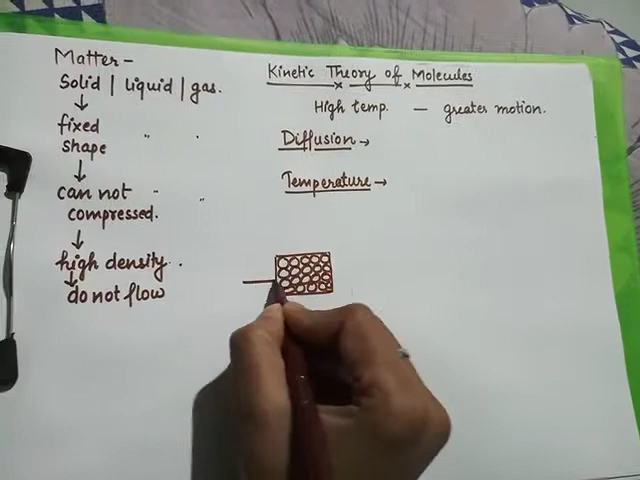 Matter -
Solid | liquid | gas.
fixed " .
shape
can not " "
compressed.
high density .
do not flow
Kinetic Theory of Molecules
High temp. — greater motion.
Diffusion →
Temperature →